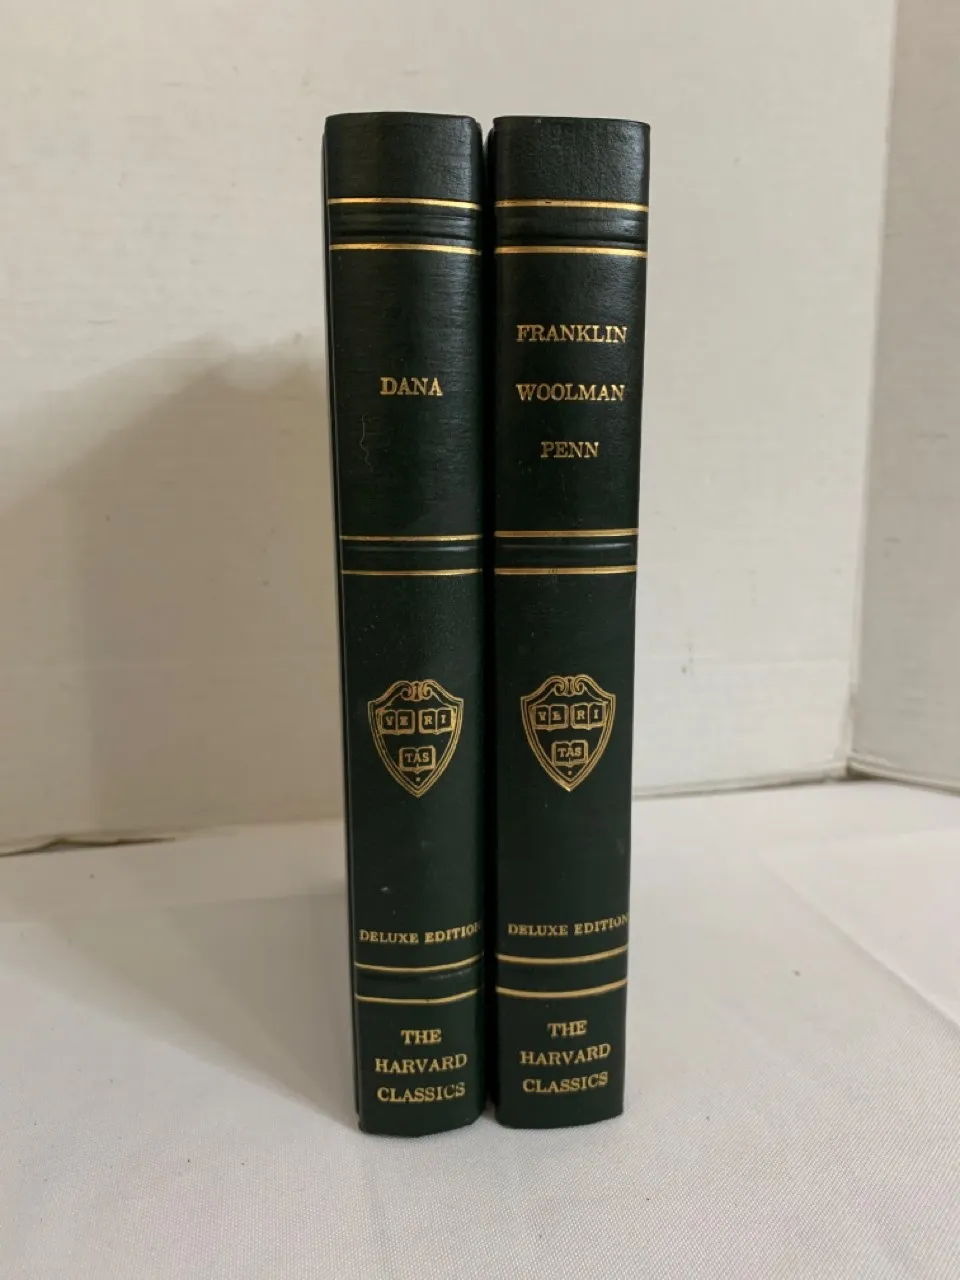 DANA
VE RI
TAS
DELUXE EDITION
THE
HARVARD
CLASSICS
FRANKLIN
WOOLMAN
PENN
VE RI
TAS
DELUXE EDITION
THE
HARVARD
CLASSICS